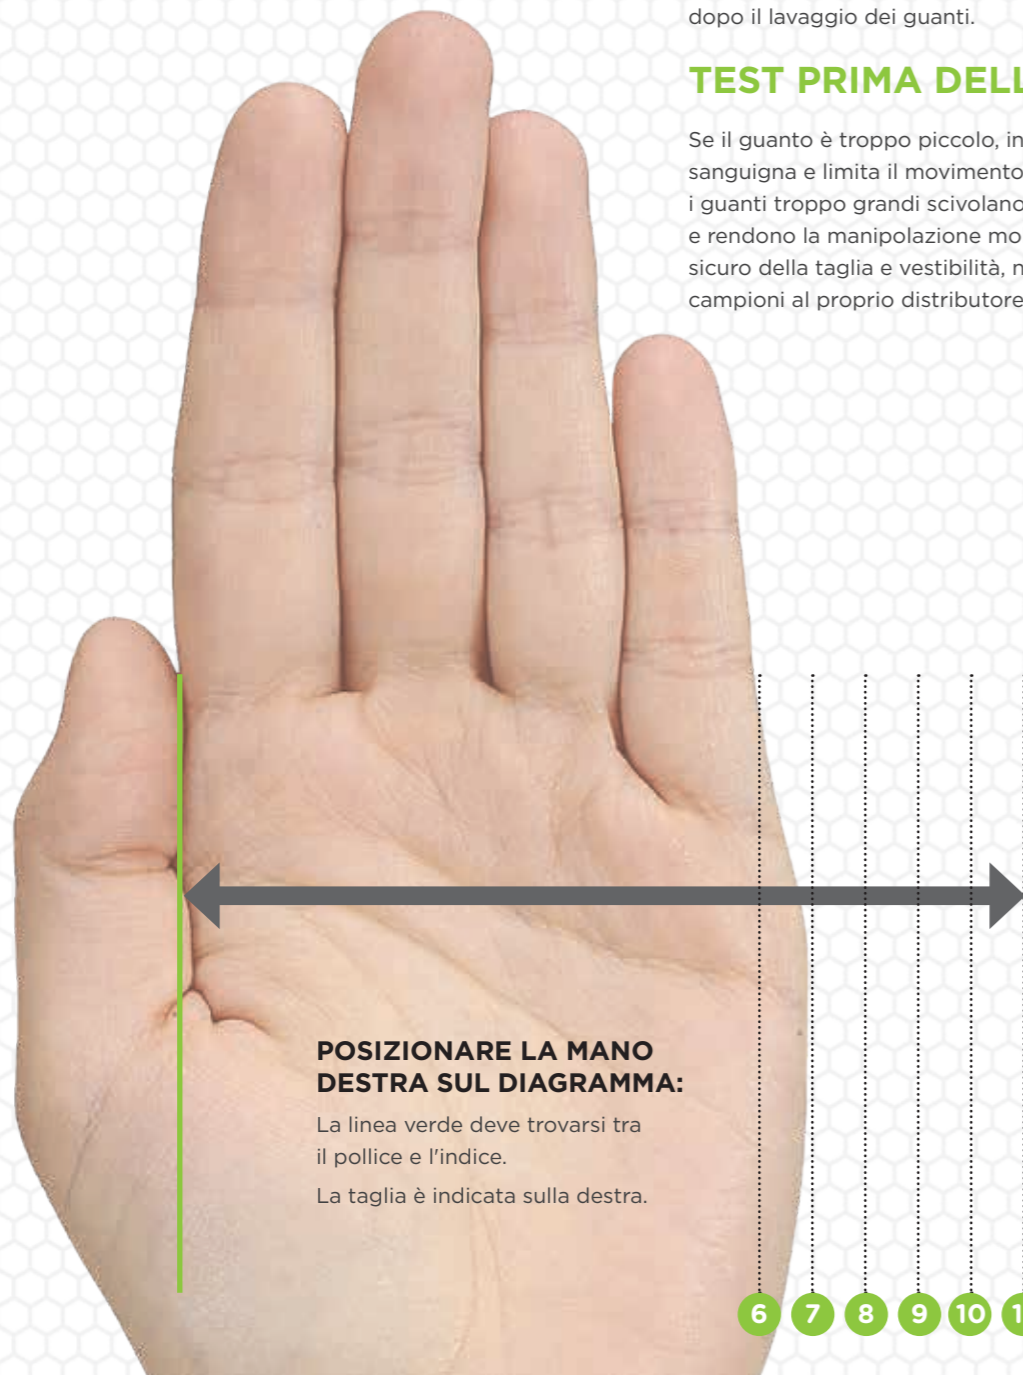 dopo il lavaggio dei guanti.
TEST PRIMA DELL
Se il guanto è troppo piccolo, in
sanguigna e limita il movimento
i guanti troppo grandi scivolano
e rendono la manipolazione mo
sicuro della taglia e vestibilità, n
campioni al proprio distributore
POSIZIONARE LA MANO
DESTRA SUL DIAGRAMMA:
La linea verde deve trovarsi tra
il pollice e l'indice.
La taglia è indicata sulla destra.
6 7 8 9 10